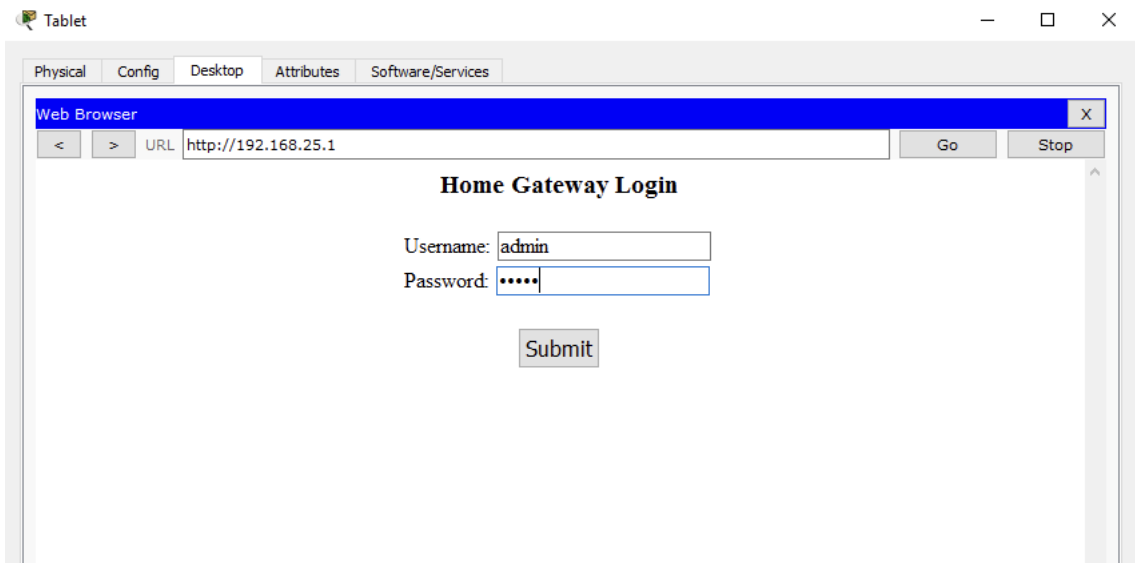 Tablet
Physical Config Desktop Attributes Software/Services
Web Browser X
< > URL http://192.168.25.1 Go Stop
Home Gateway Login
Username: admin
Password: •••••
Submit